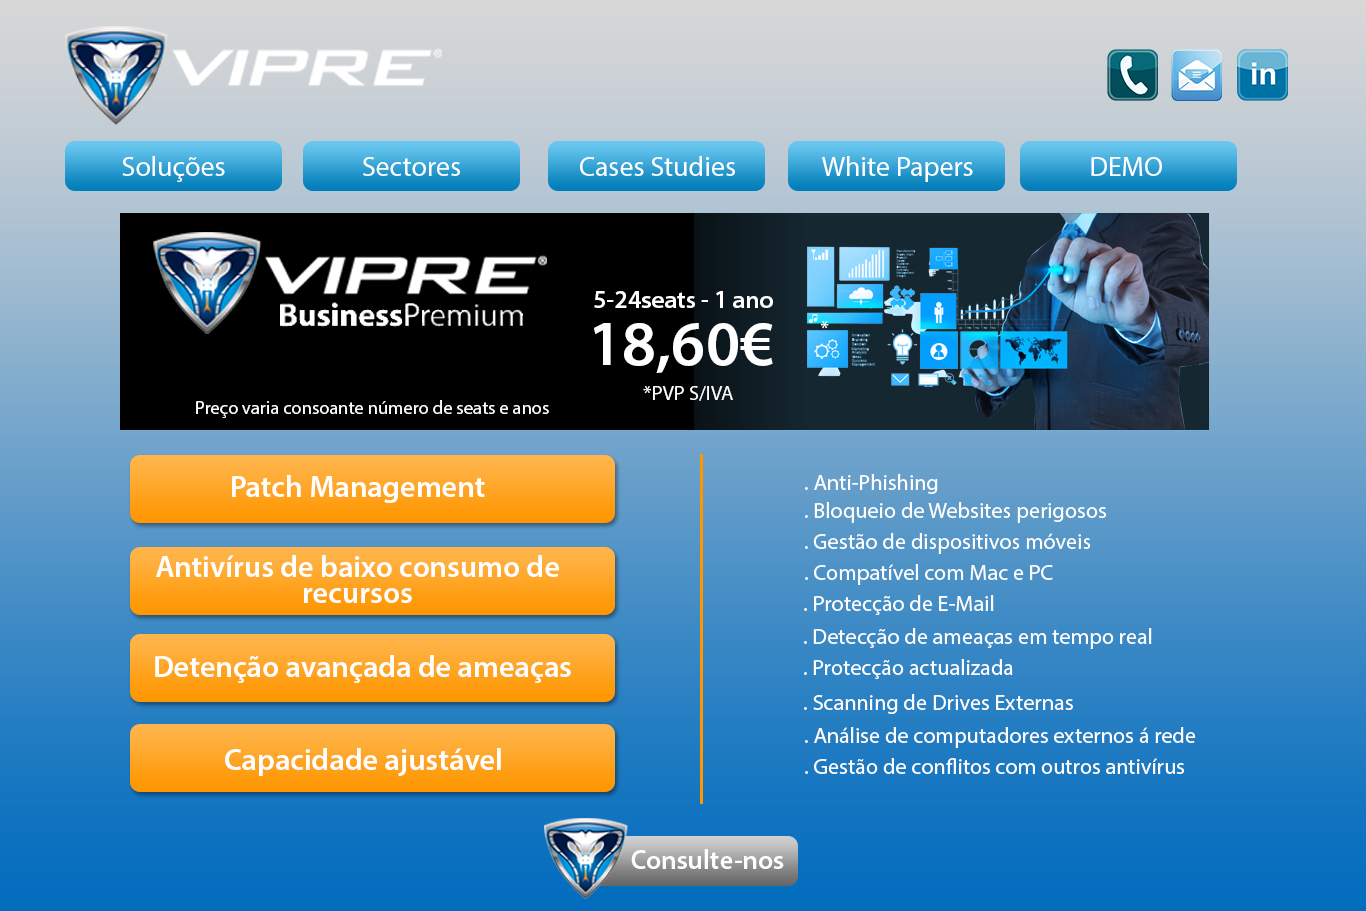 VIPRE®
in
Soluções
Sectores
Cases Studies
White Papers
DEMO
VIPRE®
BusinessPremium
5-24seats - 1 ano
18,60€
*PVP S/IVA
Preço varia consoante número de seats e anos
*
Patch Management
Antivírus de baixo consumo de
recursos
Detenção avançada de ameaças
Capacidade ajustável
. Anti-Phishing
. Bloqueio de Websites perigosos
. Gestão de dispositivos móveis
. Compatível com Mac e PC
. Protecção de E-Mail
. Detecção de ameaças em tempo real
. Protecção actualizada
. Scanning de Drives Externas
. Análise de computadores externos á rede
. Gestão de conflitos com outros antivírus
Consulte-nos